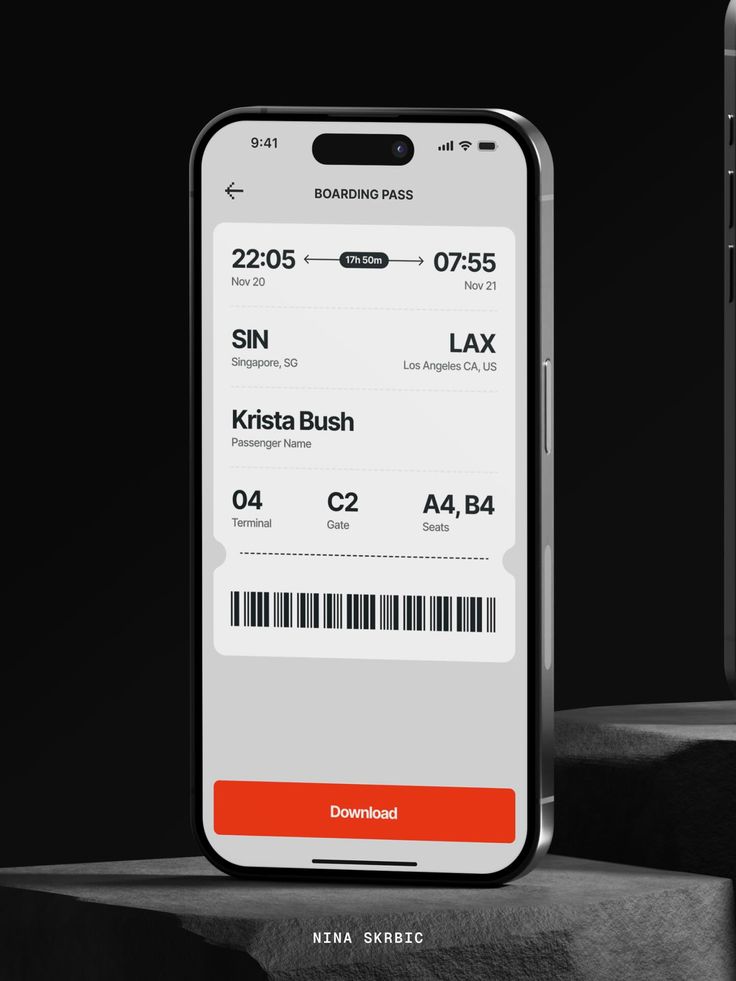 9:41
BOARDING PASS
22:05 17h 50m 07:55
Nov 20 Nov 21
SIN LAX
Singapore, SG Los Angeles CA, US
Krista Bush
Passenger Name
04 C2 A4, B4
Terminal Gate Seats
Download
NINA SKRBIC